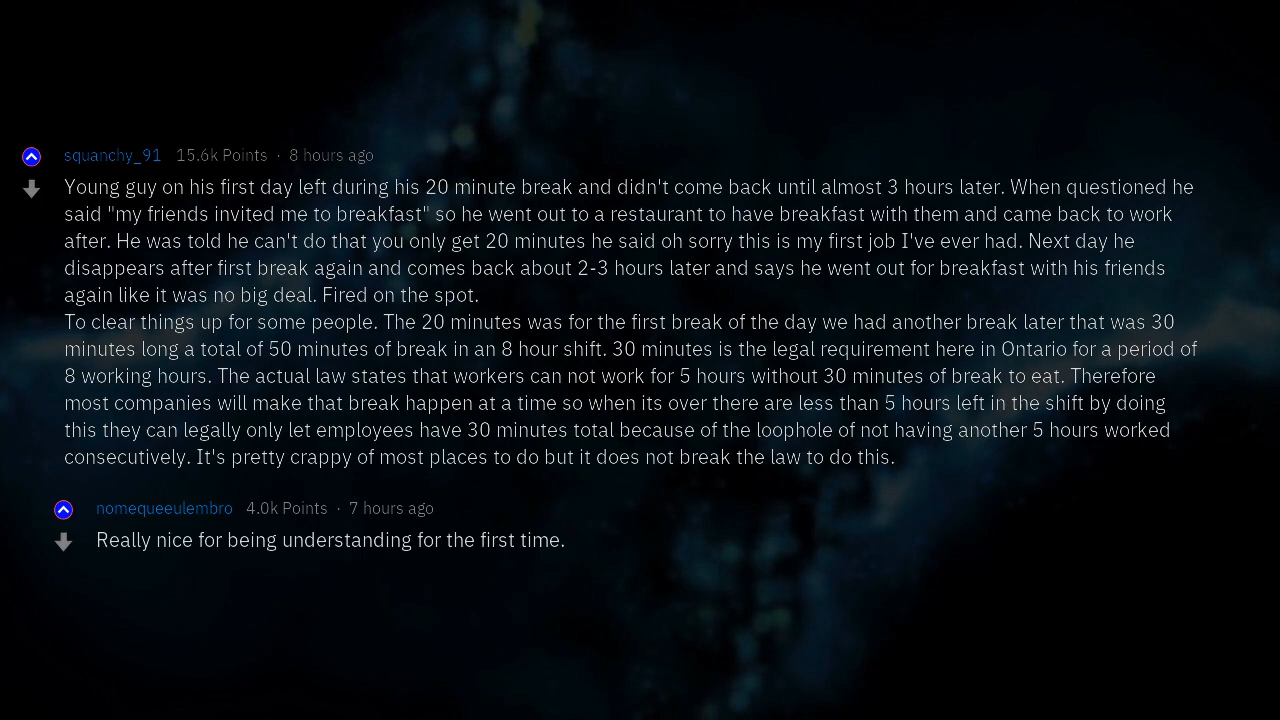 squanchy_91 15.6k Points · 8 hours ago
Young guy on his first day left during his 20 minute break and didn't come back until almost 3 hours later. When questioned he
said "my friends invited me to breakfast" so he went out to a restaurant to have breakfast with them and came back to work
after. He was told he can't do that you only get 20 minutes he said oh sorry this is my first job I've ever had. Next day he
disappears after first break again and comes back about 2-3 hours later and says he went out for breakfast with his friends
again like it was no big deal. Fired on the spot.
To clear things up for some people. The 20 minutes was for the first break of the day we had another break later that was 30
minutes long a total of 50 minutes of break in an 8 hour shift. 30 minutes is the legal requirement here in Ontario for a period of
8 working hours. The actual law states that workers can not work for 5 hours without 30 minutes of break to eat. Therefore
most companies will make that break happen at a time so when its over there are less than 5 hours left in the shift by doing
this they can legally only let employees have 30 minutes total because of the loophole of not having another 5 hours worked
consecutively. It's pretty crappy of most places to do but it does not break the law to do this.
nomequeeulembro 4.0k Points · 7 hours ago
Really nice for being understanding for the first time.